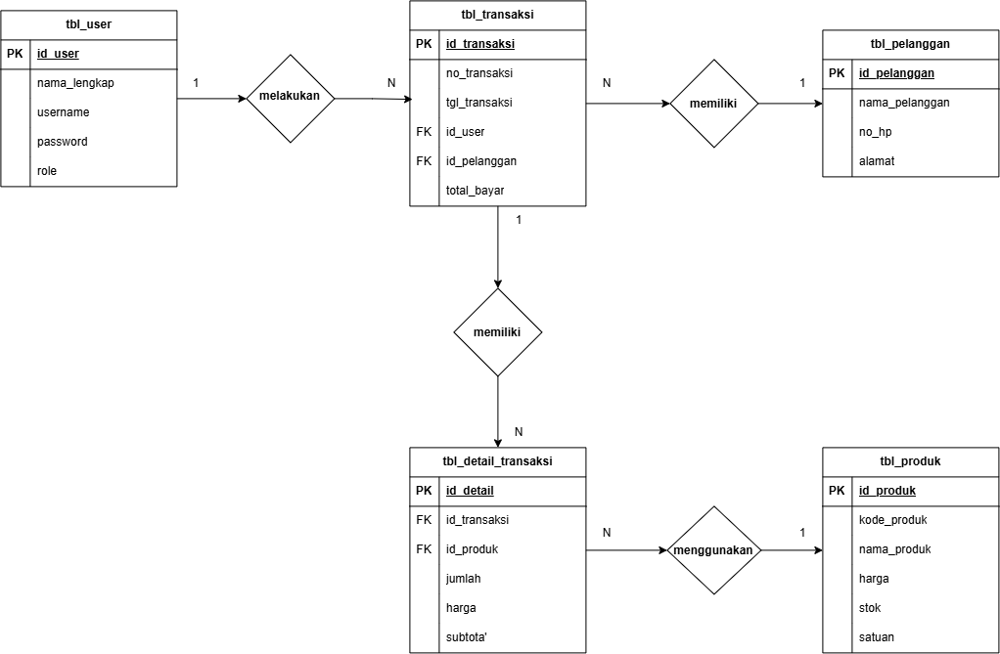 tbl_user
PK id_user
nama_lengkap
username
password
role
1
melakukan
N
tbl_transaksi
PK id_transaksi
no_transaksi
tgl_transaksi
FK id_user
FK id_pelanggan
total_bayar
N
memiliki
1
tbl_pelanggan
PK id_pelanggan
nama_pelanggan
no_hp
alamat
1
memiliki
N
tbl_detail_transaksi
PK id_detail
FK id_transaksi
FK id_produk
jumlah
harga
subtota'
N
menggunakan
1
tbl_produk
PK id_produk
kode_produk
nama_produk
harga
stok
satuan